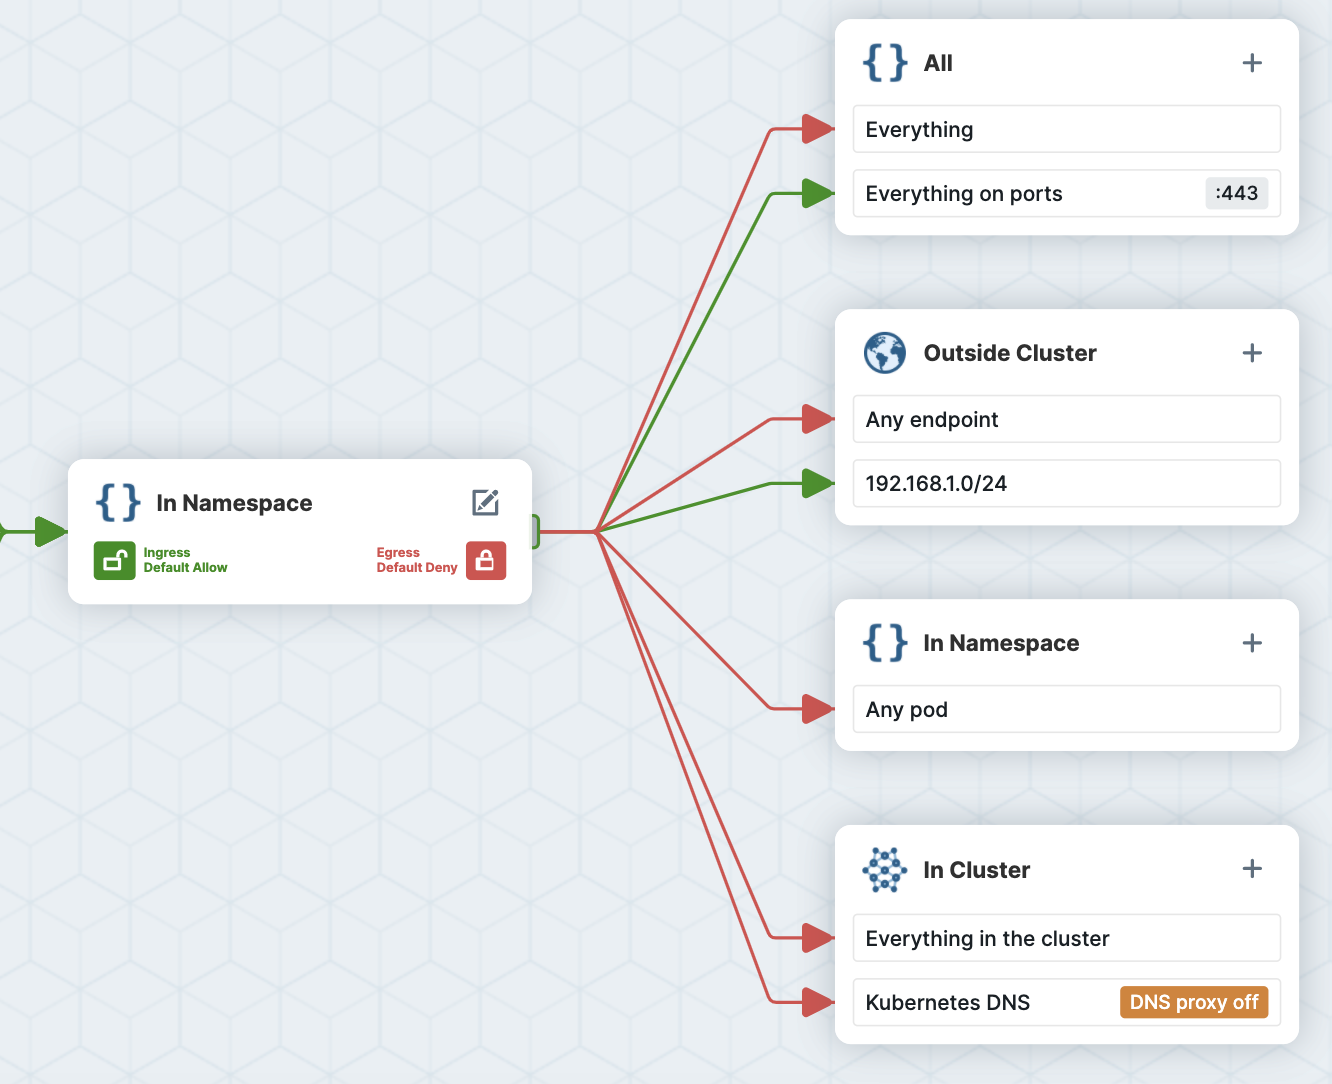 In Namespace
Ingress
Default Allow
Egress
Default Deny
All
Everything
Everything on ports :443
Outside Cluster
Any endpoint
192.168.1.0/24
In Namespace
Any pod
In Cluster
Everything in the cluster
Kubernetes DNS DNS proxy off